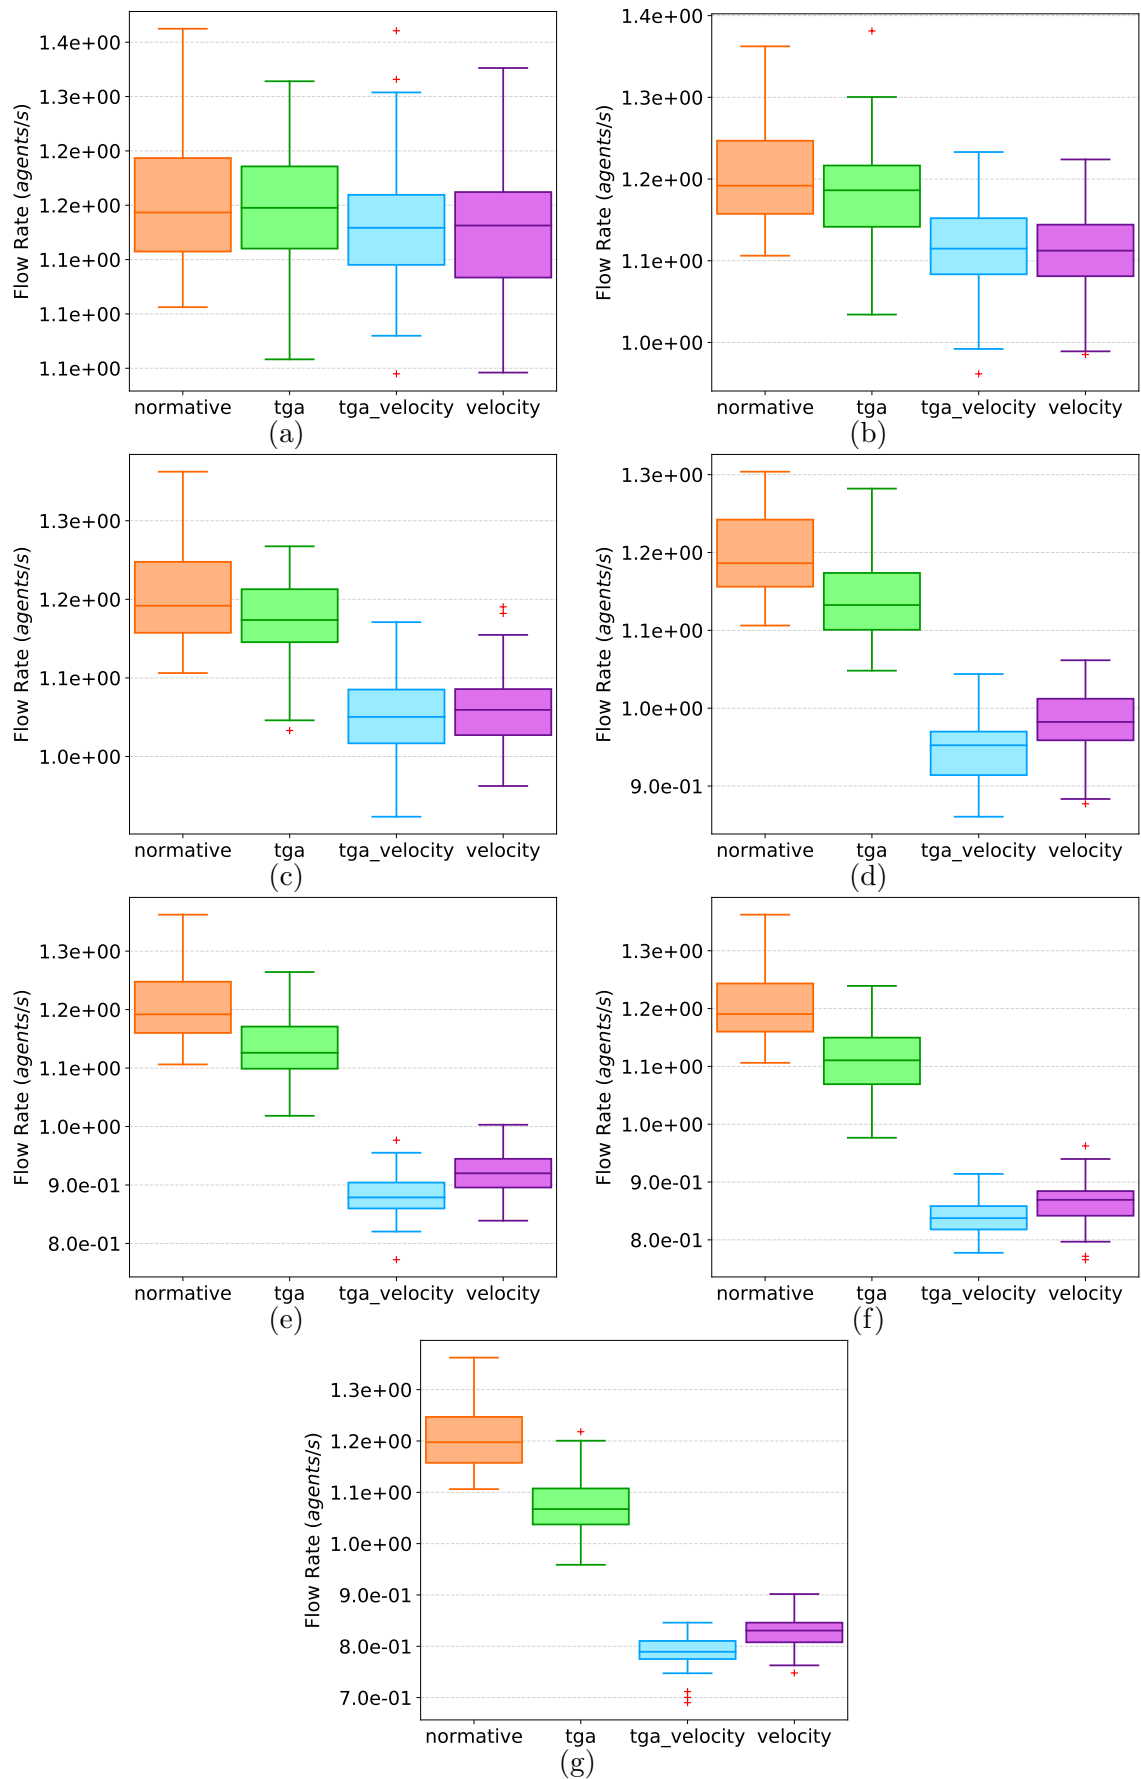 Flow Rate (agents/s)
1.4e+00
1.3e+00
1.2e+00
1.2e+00
1.1e+00
1.1e+00
1.1e+00
normative tga tga_velocity velocity
(a)
Flow Rate (agents/s)
1.4e+00
1.3e+00
1.2e+00
1.1e+00
1.0e+00
normative tga tga_velocity velocity
(b)
Flow Rate (agents/s)
1.3e+00
1.2e+00
1.1e+00
1.0e+00
normative tga tga_velocity velocity
(c)
Flow Rate (agents/s)
1.3e+00
1.2e+00
1.1e+00
1.0e+00
9.0e-01
normative tga tga_velocity velocity
(d)
Flow Rate (agents/s)
1.3e+00
1.2e+00
1.1e+00
1.0e+00
9.0e-01
8.0e-01
normative tga tga_velocity velocity
(e)
Flow Rate (agents/s)
1.3e+00
1.2e+00
1.1e+00
1.0e+00
9.0e-01
8.0e-01
normative tga tga_velocity velocity
(f)
Flow Rate (agents/s)
1.3e+00
1.2e+00
1.1e+00
1.0e+00
9.0e-01
8.0e-01
7.0e-01
normative tga tga_velocity velocity
(g)